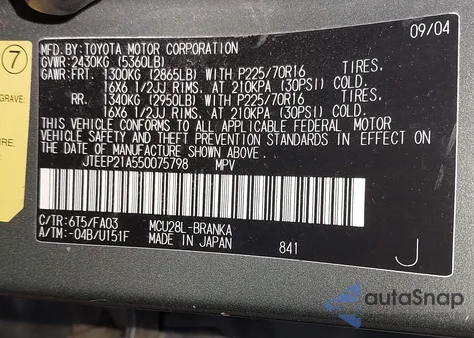 7
GRAVE:
UIRE.
MFD. BY: TOYOTA MOTOR CORPORATION 09/04
GVWR: 2430KG (5360LB)
GAWR: FRT. 1300KG (2865LB) WITH P225/70R16 TIRES,
16X6 1/2JJ RIMS, AT 210KPA (30PSI) COLD.
RR. 1340KG (2950LB) WITH P225/70R16 TIRES,
16X6 1/2JJ RIMS, AT 210KPA (30PSI) COLD.
THIS VEHICLE CONFORMS TO ALL APPLICABLE FEDERAL MOTOR
VEHICLE SAFETY AND THEFT PREVENTION STANDARDS IN EFFECT ON
THE DATE OF MANUFACTURE SHOWN ABOVE.
JTEEP21A550075798 MPV
C/TR: 6T5/FA03 MCU28L-BRANKA
A/TM: -04B/U151F MADE IN JAPAN 841
J
autoSnap